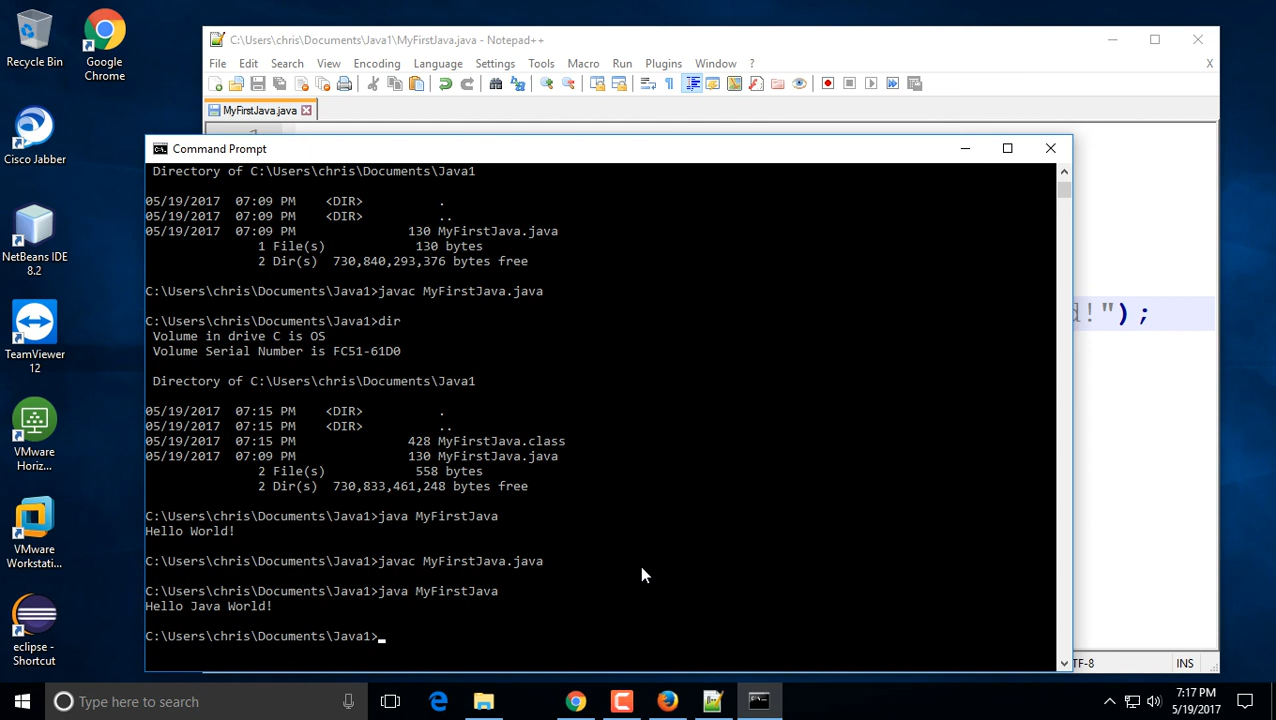 Recycle Bin
Google
Chrome
Cisco Jabber
NetBeans IDE
8.2
TeamViewer
12
VMware
Horiz...
VMware
Workstati...
eclipse -
Shortcut
C:\Users\chris\Documents\Java1\MyFirstJava.java - Notepad++
File Edit Search View Encoding Language Settings Tools Macro Run Plugins Window ? X
MyFirstJava.java
1
d!");
TF-8 INS
Command Prompt
Directory of C:\Users\chris\Documents\Java1
05/19/2017 07:09 PM <DIR> .
05/19/2017 07:09 PM <DIR> ..
05/19/2017 07:09 PM 130 MyFirstJava.java
1 File(s) 130 bytes
2 Dir(s) 730,840,293,376 bytes free
C:\Users\chris\Documents\Java1>javac MyFirstJava.java
C:\Users\chris\Documents\Java1>dir
Volume in drive C is OS
Volume Serial Number is FC51-61D0
Directory of C:\Users\chris\Documents\Java1
05/19/2017 07:15 PM <DIR> .
05/19/2017 07:15 PM <DIR> ..
05/19/2017 07:15 PM 428 MyFirstJava.class
05/19/2017 07:09 PM 130 MyFirstJava.java
2 File(s) 558 bytes
2 Dir(s) 730,833,461,248 bytes free
C:\Users\chris\Documents\Java1>java MyFirstJava
Hello World!
C:\Users\chris\Documents\Java1>javac MyFirstJava.java
C:\Users\chris\Documents\Java1>java MyFirstJava
Hello Java World!
C:\Users\chris\Documents\Java1>
Type here to search
7:17 PM
5/19/2017